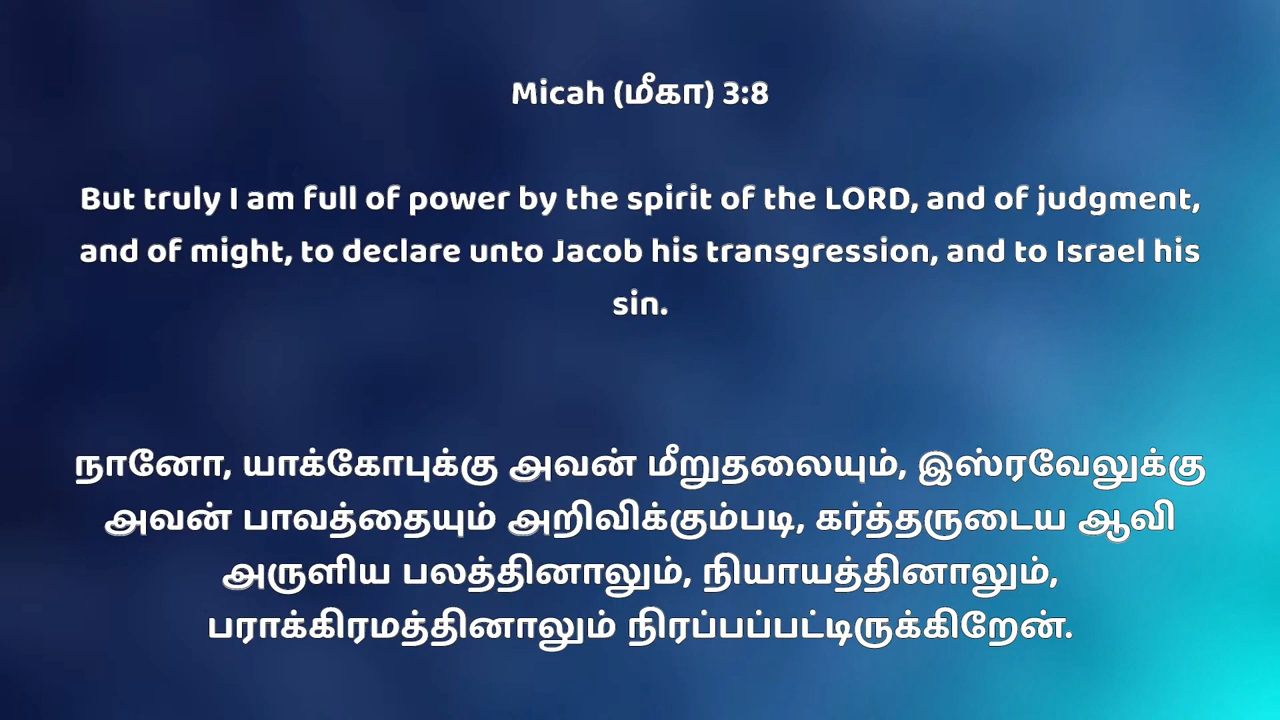 Micah (மீகா) 3:8
But truly I am full of power by the spirit of the LORD, and of judgment,
and of might, to declare unto Jacob his transgression, and to Israel his
sin.
நானோ, யாக்கோபுக்கு அவன் மீறுதலையும், இஸ்ரவேலுக்கு
அவன் பாவத்தையும் அறிவிக்கும்படி, கர்த்தருடைய ஆவி
அருளிய பலத்தினாலும், நியாயத்தினாலும்,
பராக்கிரமத்தினாலும் நிரப்பப்பட்டிருக்கிறேன்.